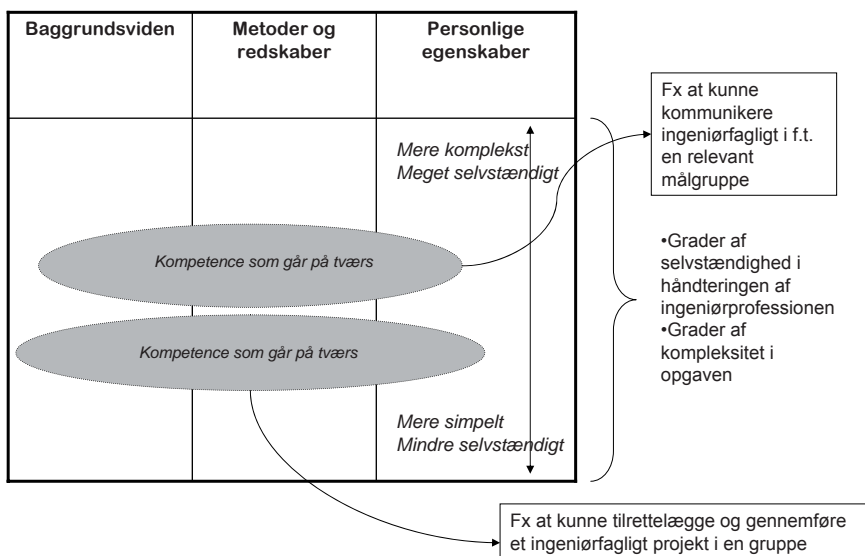 Baggrundsviden
Metoder og
redskaber
Personlige
egenskaber
Fx at kunne
kommunikere
ingeniørfagligt i f.t.
en relevant
målgruppe
Mere komplekst
Meget selvstændigt
Kompetence som går på tværs
•Grader af
selvstændighed i
håndteringen af
ingeniørprofessionen
•Grader af
kompleksitet i
opgaven
Kompetence som går på tværs
Mere simpelt
Mindre selvstændigt
Fx at kunne tilrettelægge og gennemføre
et ingeniørfagligt projekt i en gruppe